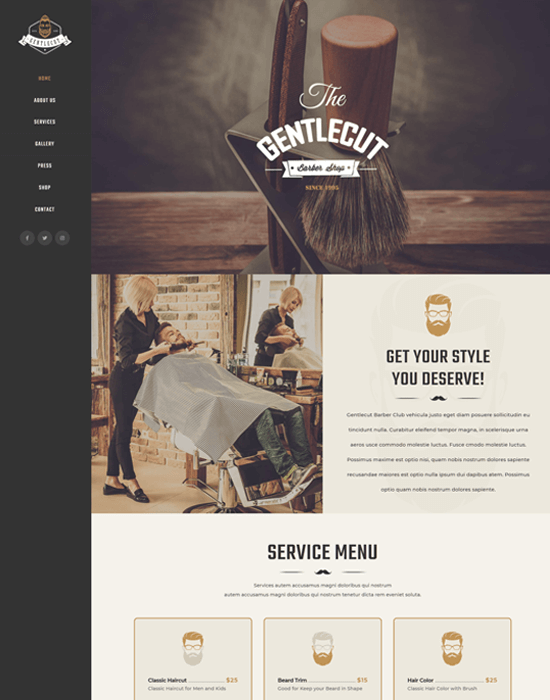 GENTLECUT
HOME
ABOUT US
SERVICES
GALLERY
PRESS
SHOP
CONTACT
The
GENTLECUT
Barber Shop
SINCE 1995
GET YOUR STYLE
YOU DESERVE!
Gentlecut Barber Club vehicula justo eget diam posuere sollicitudin eu
tincidunt nulla. Curabitur eleifend tempor magna, in scelerisque urna
aeros usce commodo molestie luctus. Fusce cmodo molestie luctus.
Possimus maxime est optio nisi, quam nobis nostrum dolores sapiente.
recusandae maiores est optio nulla ipsum dui dapibus atem. Possimus
optio quam nobis nostrum dolores sapiente.
SERVICE MENU
Services autem accusamus magni doloribus qui nostrum
autem accusamus magni doloribus qui nostrum tenetur dicta rem eveniet soluta.
Classic Haircut $25
Classic Haircut for Men and Kids
Beard Trim $15
Good for Keep your Beard in Shape
Hair Color $25
Classic Hair Color with Brush